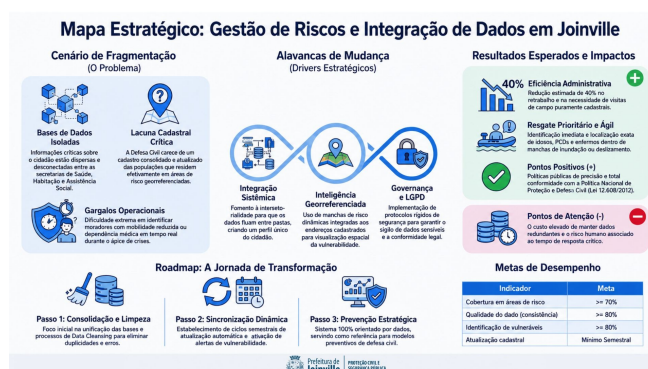 Mapa Estratégico: Gestão de Riscos e Integração de Dados em Joinville
Cenário de Fragmentação
(O Problema)
Bases de Dados
Isoladas
Informações críticas sobre
o cidadão estão dispersas e
desconectadas entre as
secretarias de Saúde,
Habitação e Assistência
Social.
Lacuna Cadastral
Crítica
A Defesa Civil carece de um
cadastro consolidado e atualizado
das populações que residem
efetivamente em áreas de
risco georeferenciadas.
Gargalos Operacionais
Dificuldade extrema em identificar
moradores com mobilidade reduzida ou
dependência médica em tempo real
durante o ápice de crises.
Alavancas de Mudança
(Drivers Estratégicos)
Integração
Sistêmica
Fomento à interseto-
rialidade para que os
dados fluam entre pastas,
criando um perfil único
do cidadão.
Inteligência
Georreferenciada
Uso de manchas de risco
dinâmicas integradas aos
endereços cadastrados
para visualização espacial
da vulnerabilidade.
Governança
e LGPD
Implementação de
protocolos rígidos de
segurança para garantir o
sigilo de dados sensíveis
e a conformidade legal.
Resultados Esperados e Impactos
40%
Eficiência Administrativa
Redução estimada de 40% no
retrabalho e na necessidade de visitas
de campo puramente cadastrais.
Resgate Prioritário e Ágil
Identificação imediata e localização exata
de idosos, PCDs e enfermos dentro de
manchas de inundação ou deslizamento.
Pontos Positivos (+)
Políticas públicas de precisão e total
conformidade com a Política Nacional de
Proteção e Defesa Civil (Lei 12.608/2012).
Pontos de Atenção (-)
O custo elevado de manter dados
redundantes e o risco humano associado
ao tempo de resposta crítico.
Roadmap: A Jornada de Transformação
Passo 1: Consolidação e Limpeza
Foco inicial na unificação das bases e
processos de Data Cleansing para eliminar
duplicidades e erros.
Passo 2: Sincronização Dinâmica
Estabelecimento de ciclos semestrais de
atualização automática e ativação de
alertas de vulnerabilidade.
Passo 3: Prevenção Estratégica
Sistema 100% orientado por dados,
servindo como referência para modelos
preventivos de defesa civil.
Metas de Desempenho
Indicador Meta
Cobertura em áreas de risco >= 70%
Qualidade do dado (consistência) >= 80%
Identificação de vulneráveis >= 80%
Atualização cadastral Mínimo Semestral
Prefeitura de
Joinville
PROTEÇÃO CIVIL E
SEGURANÇA PÚBLICA